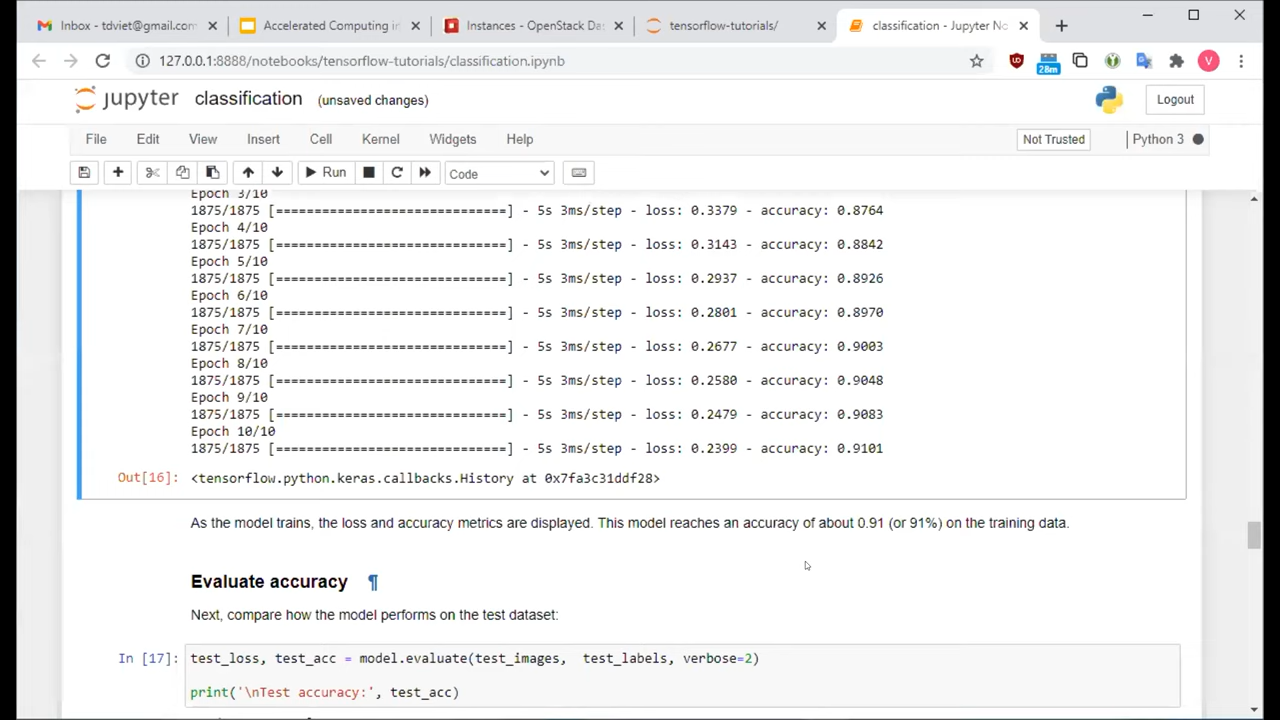 Inbox - tdviet@gmail.com
Accelerated Computing in
Instances - OpenStack Das
tensorflow-tutorials/
classification - Jupyter No
127.0.0.1:8888/notebooks/tensorflow-tutorials/classification.ipynb
28m
V
jupyter classification (unsaved changes)
Logout
File Edit View Insert Cell Kernel Widgets Help
Not Trusted
Python 3
Run
Code
Epoch 3/10
1875/1875 [==============================] - 5s 3ms/step - loss: 0.3379 - accuracy: 0.8764
Epoch 4/10
1875/1875 [==============================] - 5s 3ms/step - loss: 0.3143 - accuracy: 0.8842
Epoch 5/10
1875/1875 [==============================] - 5s 3ms/step - loss: 0.2937 - accuracy: 0.8926
Epoch 6/10
1875/1875 [==============================] - 5s 3ms/step - loss: 0.2801 - accuracy: 0.8970
Epoch 7/10
1875/1875 [==============================] - 5s 3ms/step - loss: 0.2677 - accuracy: 0.9003
Epoch 8/10
1875/1875 [==============================] - 5s 3ms/step - loss: 0.2580 - accuracy: 0.9048
Epoch 9/10
1875/1875 [==============================] - 5s 3ms/step - loss: 0.2479 - accuracy: 0.9083
Epoch 10/10
1875/1875 [==============================] - 5s 3ms/step - loss: 0.2399 - accuracy: 0.9101
Out[16]: <tensorflow.python.keras.callbacks.History at 0x7fa3c31ddf28>
As the model trains, the loss and accuracy metrics are displayed. This model reaches an accuracy of about 0.91 (or 91%) on the training data.
Evaluate accuracy ¶
Next, compare how the model performs on the test dataset:
In [17]: test_loss, test_acc = model.evaluate(test_images,  test_labels, verbose=2)
print('\nTest accuracy:', test_acc)